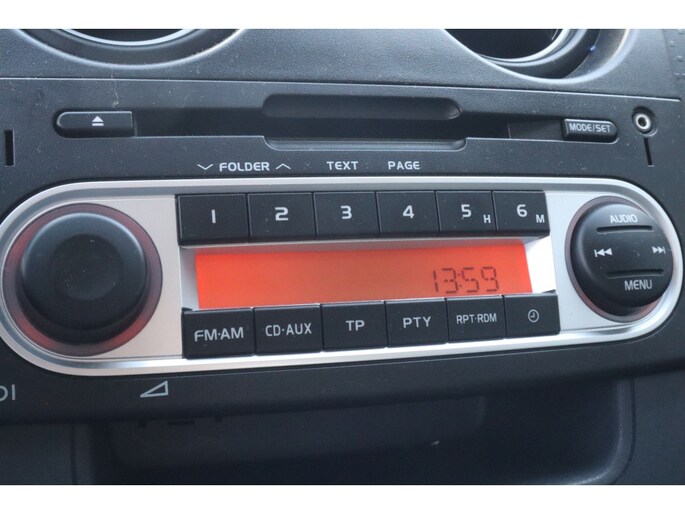 MODE/SET
FOLDER TEXT PAGE
1 2 3 4 5 H 6 M
AUDIO
13:59
MENU
FM·AM CD·AUX TP PTY RPT·RDM